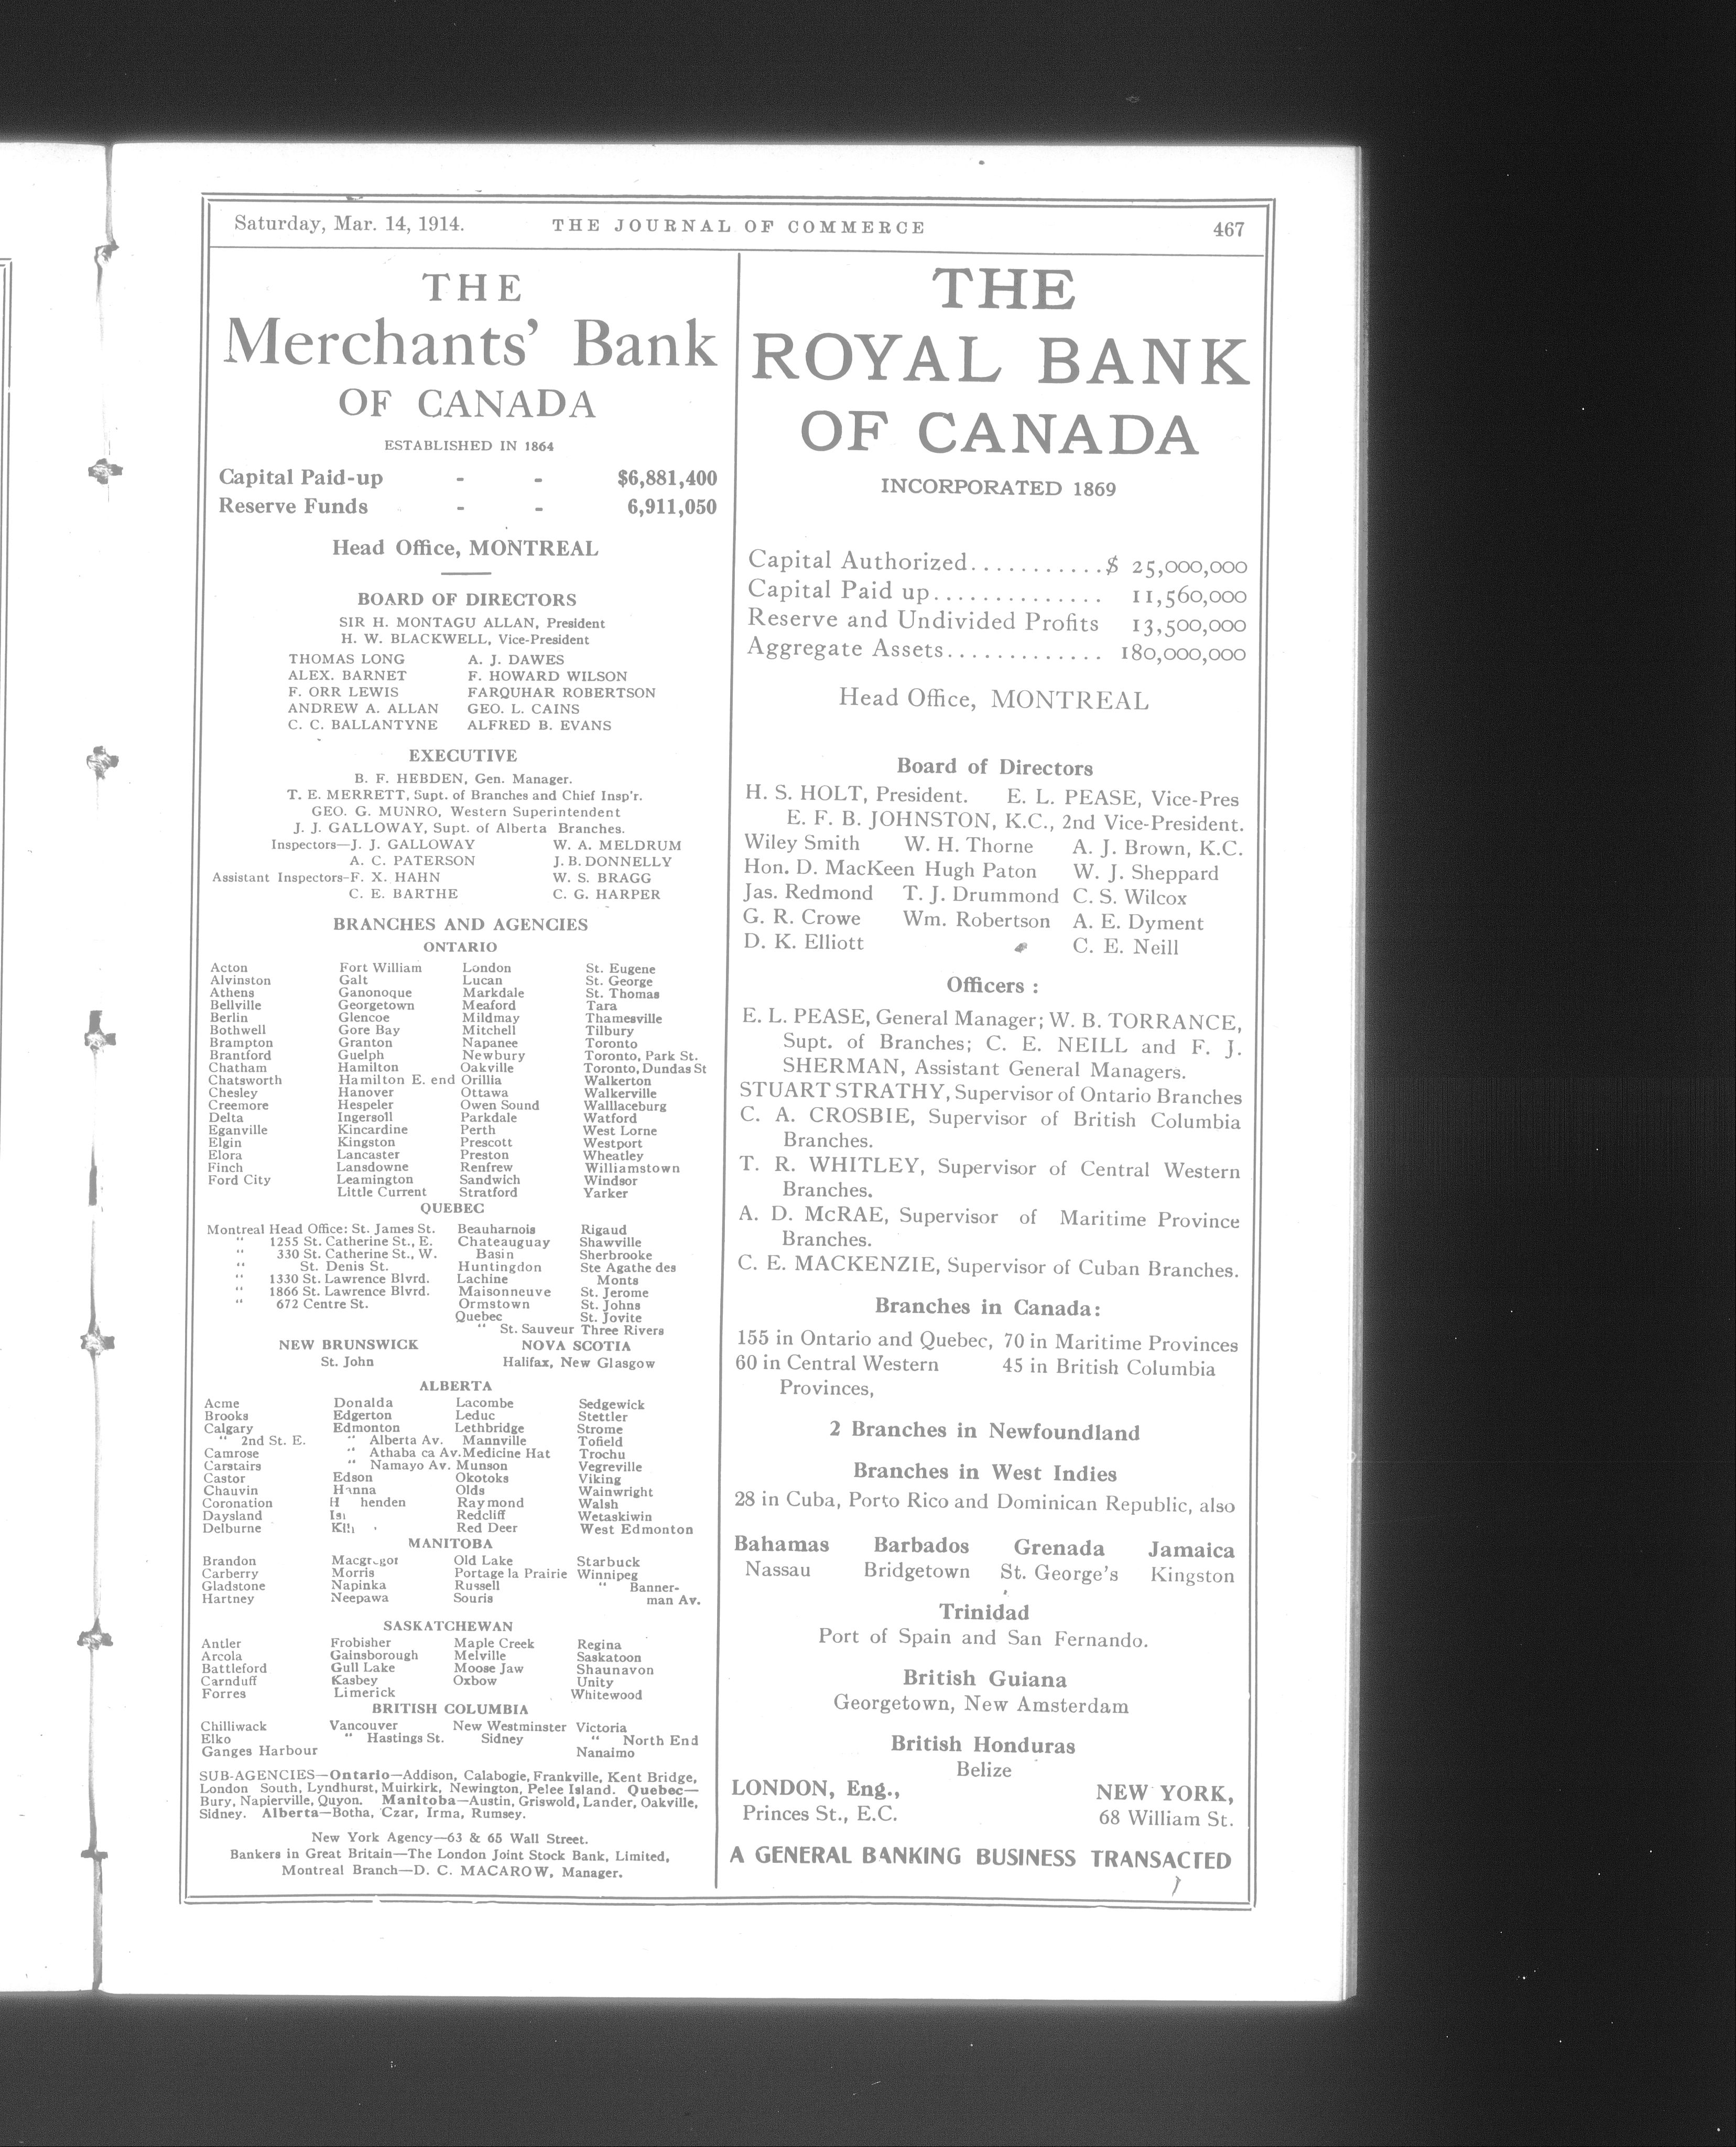 Saturday, Mar. 14, 1914. THE JOURNAL OF COMMERCE 467
THE
Merchants' Bank
OF CANADA
ESTABLISHED IN 1864
Capital Paid-up - - $6,881,400
Reserve Funds - - 6,911,050
Head Office, MONTREAL
BOARD OF DIRECTORS
SIR H. MONTAGU ALLAN, President
H. W. BLACKWELL, Vice-President
THOMAS LONG A. J. DAWES
ALEX. BARNET F. HOWARD WILSON
F. ORR LEWIS FARQUHAR ROBERTSON
ANDREW A. ALLAN GEO. L. CAINS
C. C. BALLANTYNE ALFRED B. EVANS
EXECUTIVE
B. F. HEBDEN, Gen. Manager.
T. E. MERRETT, Supt. of Branches and Chief Insp'r.
GEO. G. MUNRO, Western Superintendent
J. J. GALLOWAY, Supt. of Alberta Branches.
Inspectors—J. J. GALLOWAY W. A. MELDRUM
A. C. PATERSON J. B. DONNELLY
Assistant Inspectors—F. X. HAHN W. S. BRAGG
C. E. BARTHE C. G. HARPER
BRANCHES AND AGENCIES
ONTARIO
Acton Fort William London St. Eugene
Alvinston Galt Lucan St. George
Athens Ganonoque Markdale St. Thomas
Bellville Georgetown Meaford Tara
Berlin Glencoe Mildmay Thamesville
Bothwell Gore Bay Mitchell Tilbury
Brampton Granton Napanee Toronto
Brantford Guelph Newbury Toronto, Park St.
Chatham Hamilton Oakville Toronto, Dundas St
Chatsworth Hamilton E. end Orillia Walkerton
Chesley Hanover Ottawa Walkerville
Creemore Hespeler Owen Sound Walllaceburg
Delta Ingersoll Parkdale Watford
Eganville Kincardine Perth West Lorne
Elgin Kingston Prescott Westport
Elora Lancaster Preston Wheatley
Finch Lansdowne Renfrew Williamstown
Ford City Leamington Sandwich Windsor
Little Current Stratford Yarker
QUEBEC
Montreal Head Office: St. James St. Beauharnois Rigaud
" 1255 St. Catherine St., E. Chateauguay Shawville
" 330 St. Catherine St., W. Basin Sherbrooke
" St. Denis St. Huntingdon Ste Agathe des
" 1330 St. Lawrence Blvrd. Lachine Monts
" 1866 St. Lawrence Blvrd. Maisonneuve St. Jerome
" 672 Centre St. Ormstown St. Johns
Quebec St. Jovite
" St. Sauveur Three Rivers
NEW BRUNSWICK NOVA SCOTIA
St. John Halifax, New Glasgow
ALBERTA
Acme Donalda Lacombe Sedgewick
Brooks Edgerton Leduc Stettler
Calgary Edmonton Lethbridge Strome
" 2nd St. E. " Alberta Av. Mannville Tofield
Camrose " Athaba ca Av. Medicine Hat Trochu
Carstairs " Namayo Av. Munson Vegreville
Castor Edson Okotoks Viking
Chauvin Hanna Olds Wainwright
Coronation H henden Raymond Walsh
Daysland Redcliff Wetaskiwin
Delburne Red Deer West Edmonton
MANITOBA
Brandon Macgregor Old Lake Starbuck
Carberry Morris Portage la Prairie Winnipeg
Gladstone Napinka Russell " Banner-
Hartney Neepawa Souris man Av.
SASKATCHEWAN
Antler Frobisher Maple Creek Regina
Arcola Gainsborough Melville Saskatoon
Battleford Gull Lake Moose Jaw Shaunavon
Carnduff Kasbey Oxbow Unity
Forres Limerick Whitewood
BRITISH COLUMBIA
Chilliwack Vancouver New Westminster Victoria
Elko " Hastings St. Sidney " North End
Ganges Harbour Nanaimo
SUB-AGENCIES—Ontario—Addison, Calabogie, Frankville, Kent Bridge,
London South, Lyndhurst, Muirkirk, Newington, Pelee Island. Quebec—
Bury, Napierville, Quyon. Manitoba—Austin, Griswold, Lander, Oakville,
Sidney. Alberta—Botha, Czar, Irma, Rumsey.
New York Agency—63 & 65 Wall Street.
Bankers in Great Britain—The London Joint Stock Bank, Limited,
Montreal Branch—D. C. MACAROW, Manager.
THE
ROYAL BANK
OF CANADA
INCORPORATED 1869
Capital Authorized...........$ 25,000,000
Capital Paid up.............. 11,560,000
Reserve and Undivided Profits 13,500,000
Aggregate Assets............. 180,000,000
Head Office, MONTREAL
Board of Directors
H. S. HOLT, President. E. L. PEASE, Vice-Pres
E. F. B. JOHNSTON, K.C., 2nd Vice-President.
Wiley Smith W. H. Thorne A. J. Brown, K.C.
Hon. D. MacKeen Hugh Paton W. J. Sheppard
Jas. Redmond T. J. Drummond C. S. Wilcox
G. R. Crowe Wm. Robertson A. E. Dyment
D. K. Elliott C. E. Neill
Officers :
E. L. PEASE, General Manager; W. B. TORRANCE,
Supt. of Branches; C. E. NEILL and F. J.
SHERMAN, Assistant General Managers.
STUART STRATHY, Supervisor of Ontario Branches
C. A. CROSBIE, Supervisor of British Columbia
Branches.
T. R. WHITLEY, Supervisor of Central Western
Branches.
A. D. McRAE, Supervisor of Maritime Province
Branches.
C. E. MACKENZIE, Supervisor of Cuban Branches.
Branches in Canada:
155 in Ontario and Quebec, 70 in Maritime Provinces
60 in Central Western 45 in British Columbia
Provinces,
2 Branches in Newfoundland
Branches in West Indies
28 in Cuba, Porto Rico and Dominican Republic, also
Bahamas Barbados Grenada Jamaica
Nassau Bridgetown St. George's Kingston
Trinidad
Port of Spain and San Fernando.
British Guiana
Georgetown, New Amsterdam
British Honduras
Belize
LONDON, Eng., NEW YORK,
Princes St., E.C. 68 William St.
A GENERAL BANKING BUSINESS TRANSACTED